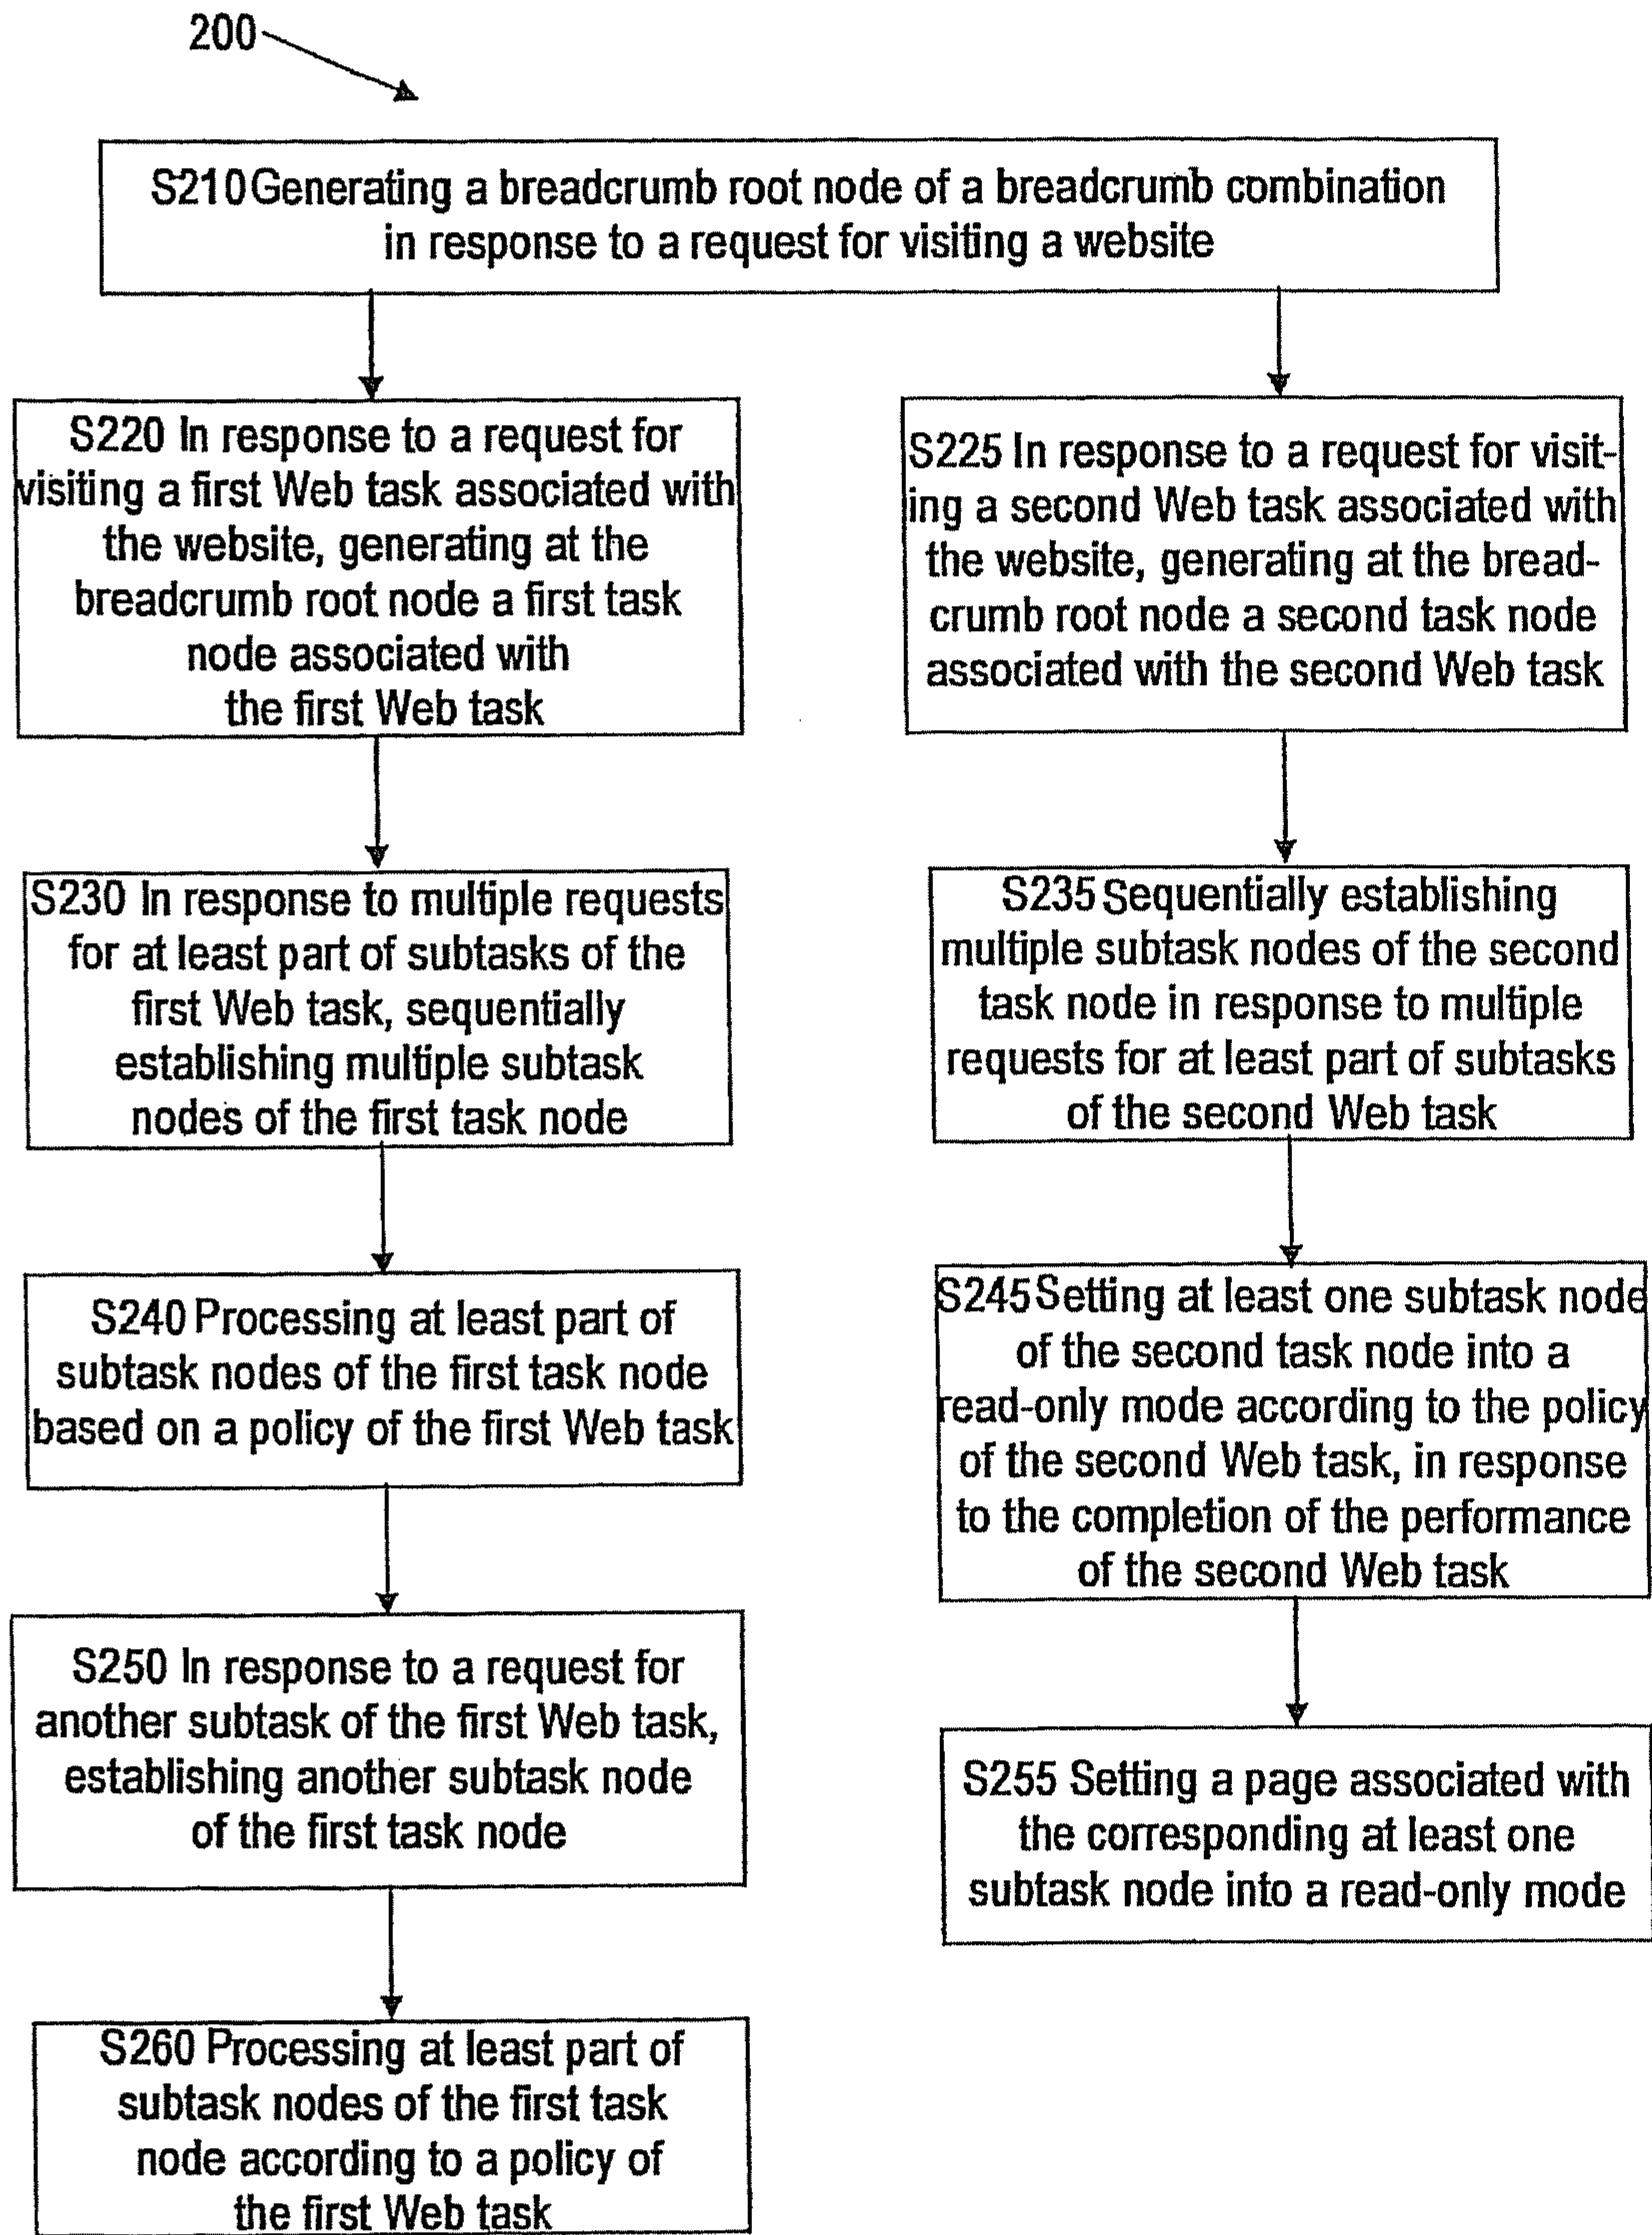 200
S210 Generating a breadcrumb root node of a breadcrumb combination
in response to a request for visiting a website
S220 In response to a request for
visiting a first Web task associated with
the website, generating at the
breadcrumb root node a first task
node associated with
the first Web task
S230 In response to multiple requests
for at least part of subtasks of the
first Web task, sequentially
establishing multiple subtask
nodes of the first task node
S240 Processing at least part of
subtask nodes of the first task node
based on a policy of the first Web task
S250 In response to a request for
another subtask of the first Web task,
establishing another subtask node
of the first task node
S260 Processing at least part of
subtask nodes of the first task
node according to a policy of
the first Web task
S225 In response to a request for visit-
ing a second Web task associated with
the website, generating at the bread-
crumb root node a second task node
associated with the second Web task
S235 Sequentially establishing
multiple subtask nodes of the second
task node in response to multiple
requests for at least part of subtasks
of the second Web task
S245 Setting at least one subtask node
of the second task node into a
read-only mode according to the policy
of the second Web task, in response
to the completion of the performance
of the second Web task
S255 Setting a page associated with
the corresponding at least one
subtask node into a read-only mode